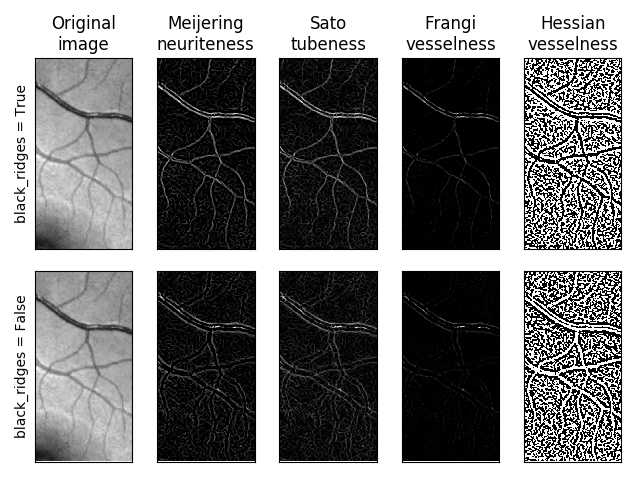 Original
image
Meijering
neuriteness
Sato
tubeness
Frangi
vesselness
Hessian
vesselness
black_ridges = True
black_ridges = False